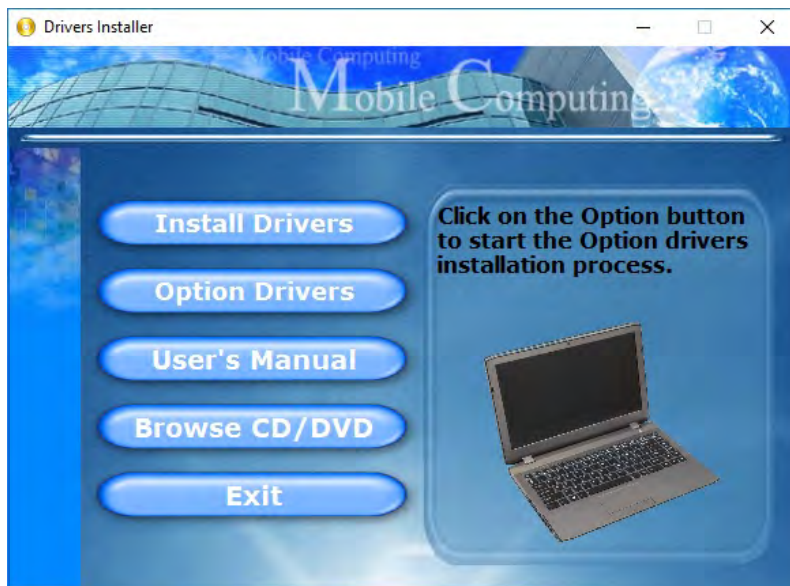 Drivers Installer
Mobile Computing
Mobile Computing
Install Drivers
Option Drivers
User's Manual
Browse CD/DVD
Exit
Click on the Option button
to start the Option drivers
installation process.